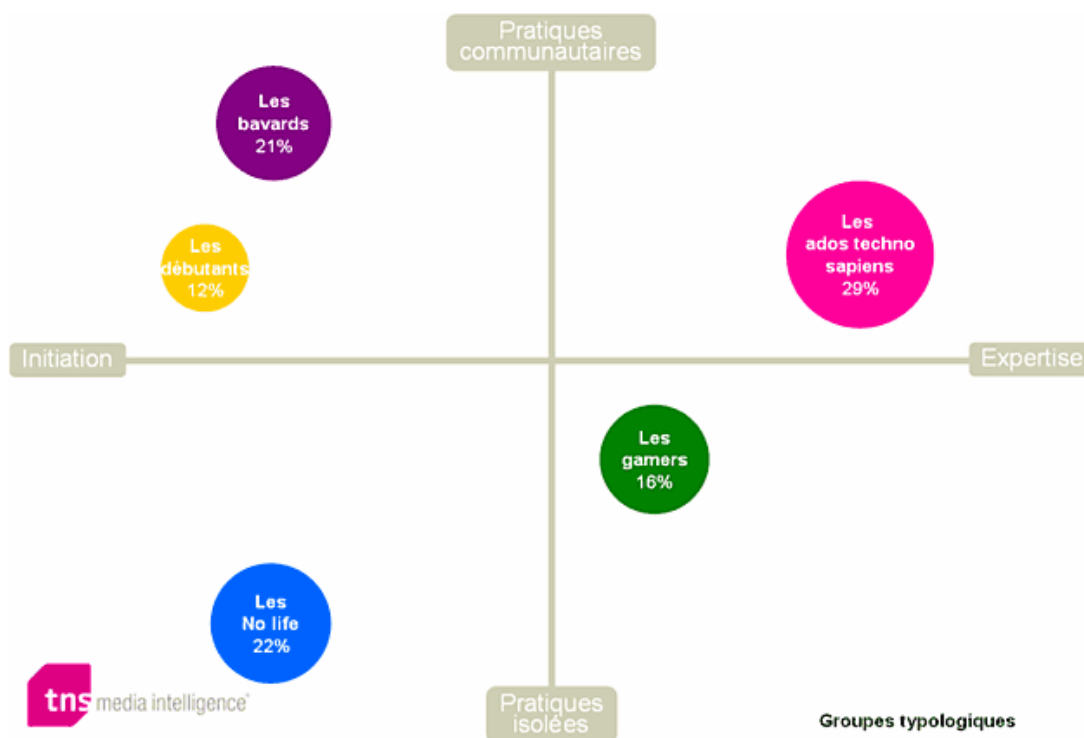 Pratiques
communautaires
Les
bavards
21%
Les
ados techno
sapiens
29%
Les
débutants
12%
Initiation
Expertise
Les
gamers
16%
Les
No life
22%
tns media intelligence
Pratiques
isolées
Groupes typologiques